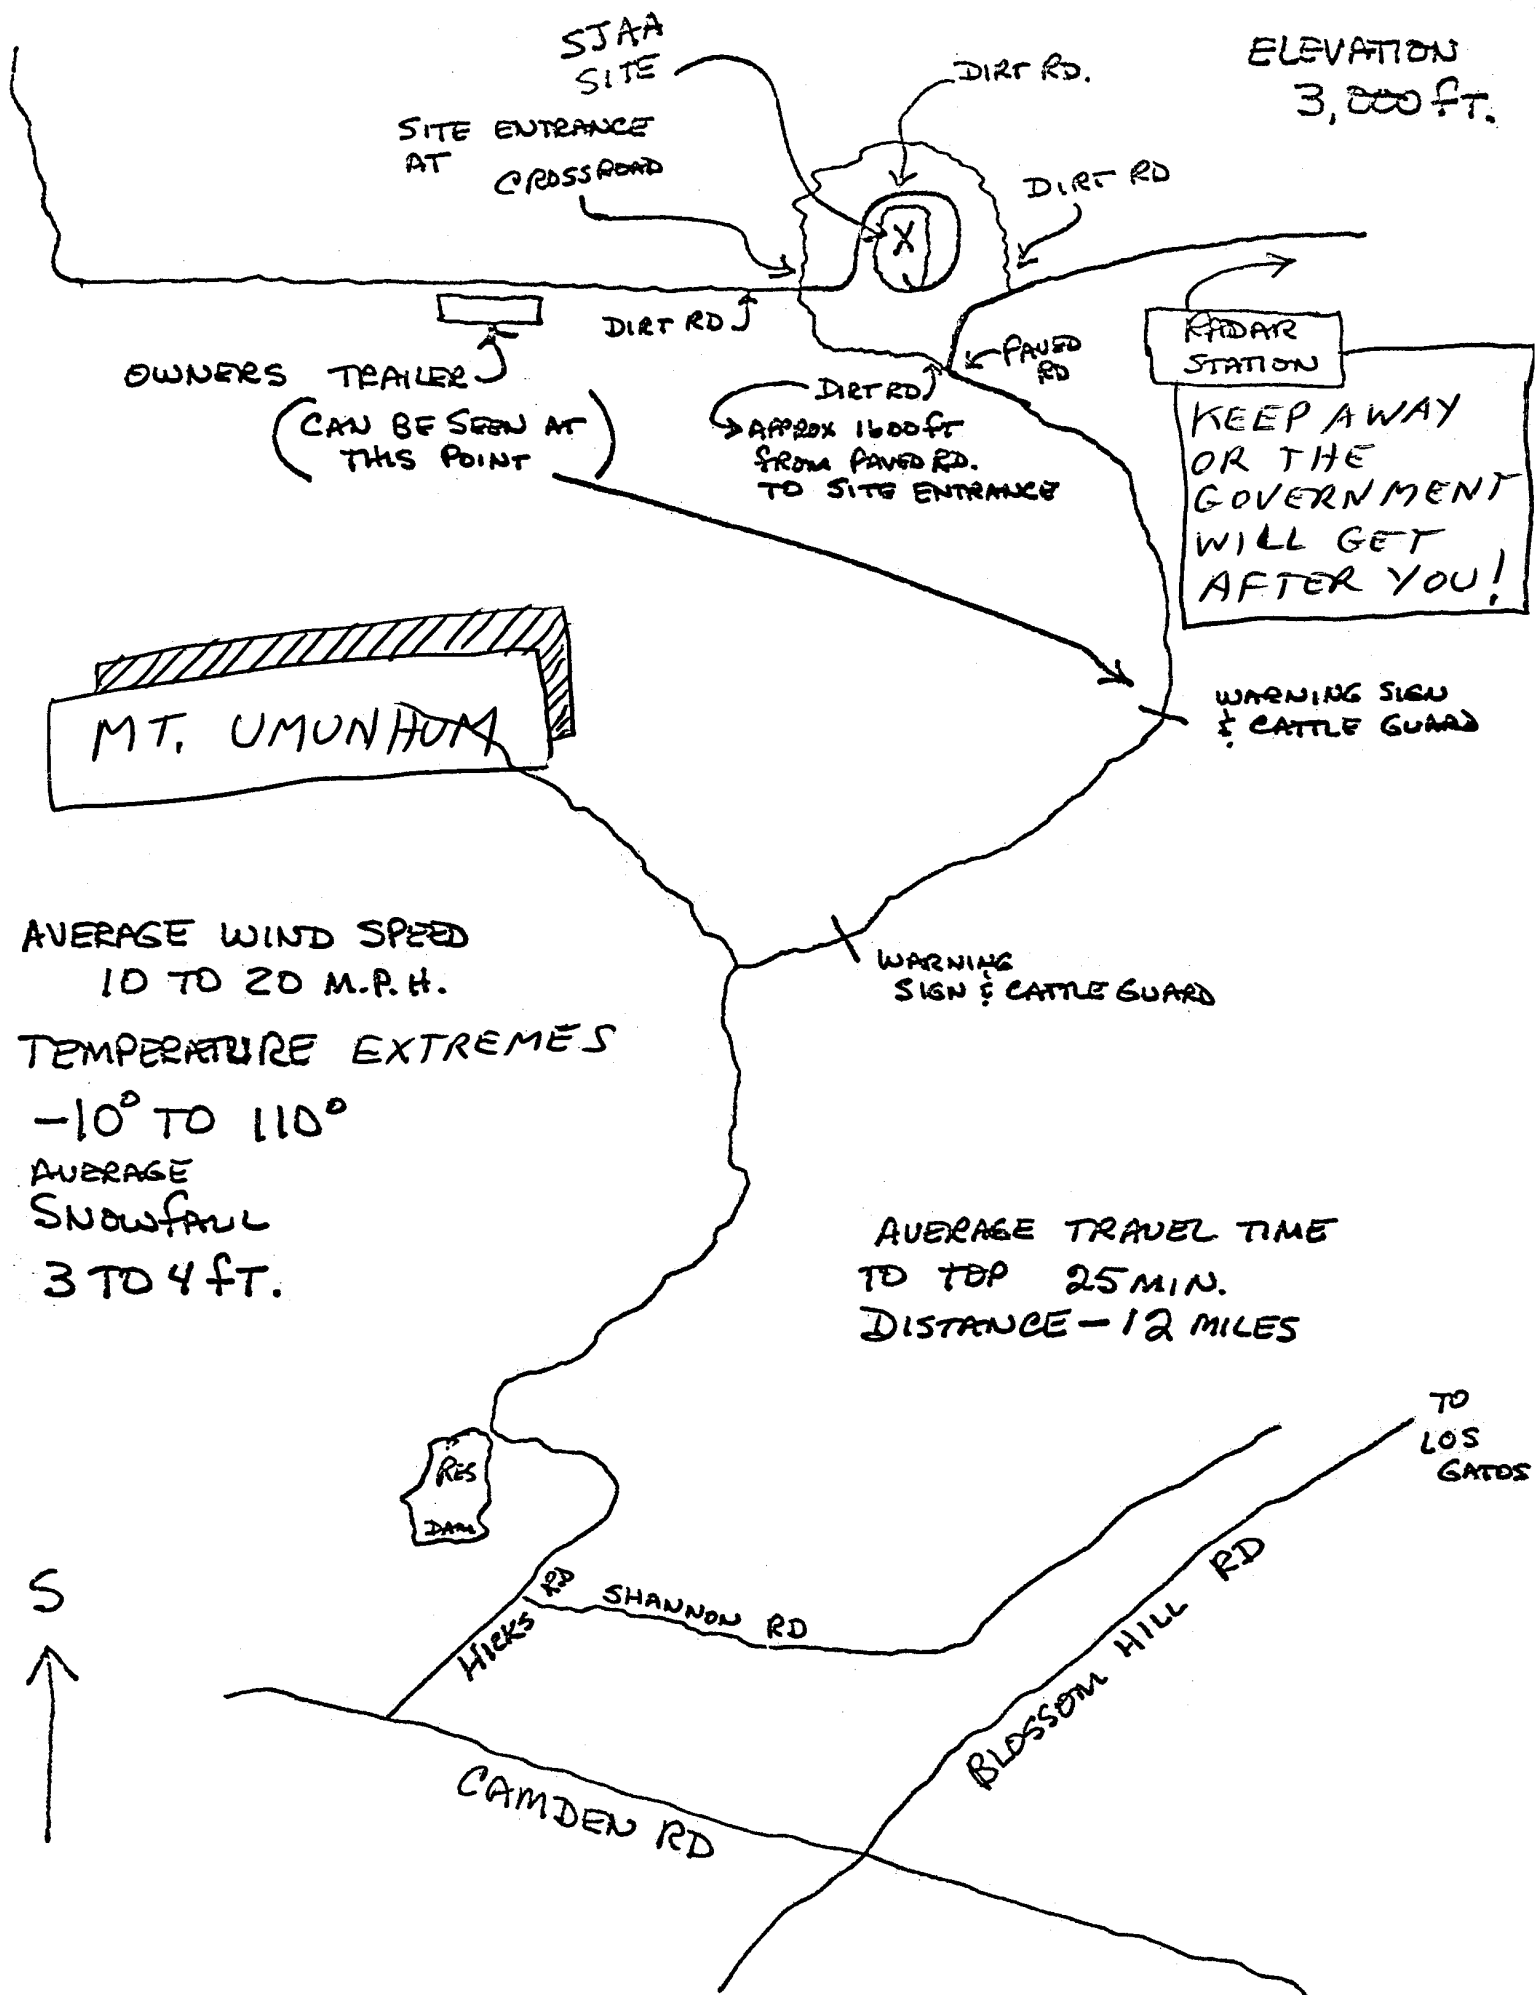 SJAA
SITE
DIRT RD.
ELEVATION
3,000 FT.
SITE ENTRANCE
AT CROSSROAD
DIRT RD
X
DIRT RD
OWNERS TRAILER
(CAN BE SEEN AT
THIS POINT)
DIRT RD
APPROX 1600 FT
FROM PAVED RD.
TO SITE ENTRANCE
PAVED
RD
RADAR
STATION
KEEP AWAY
OR THE
GOVERNMENT
WILL GET
AFTER YOU!
WARNING SIGN
& CATTLE GUARD
MT. UMUNHUM
WARNING
SIGN & CATTLE GUARD
AVERAGE WIND SPEED
10 TO 20 M.P.H.
TEMPERATURE EXTREMES
-10° TO 110°
AVERAGE
SNOWFALL
3 TO 4 FT.
AVERAGE TRAVEL TIME
TO TOP 25 MIN.
DISTANCE - 12 MILES
TO
LOS
GATOS
RES
DAM
S
HICKS RD
SHANNON RD
BLOSSOM HILL RD
CAMDEN RD